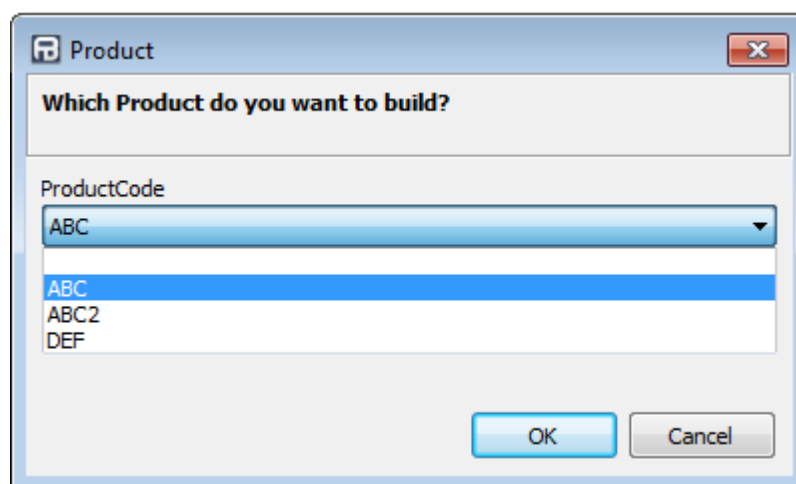 Product
Which Product do you want to build?
ProductCode
ABC
ABC
ABC2
DEF
OK Cancel